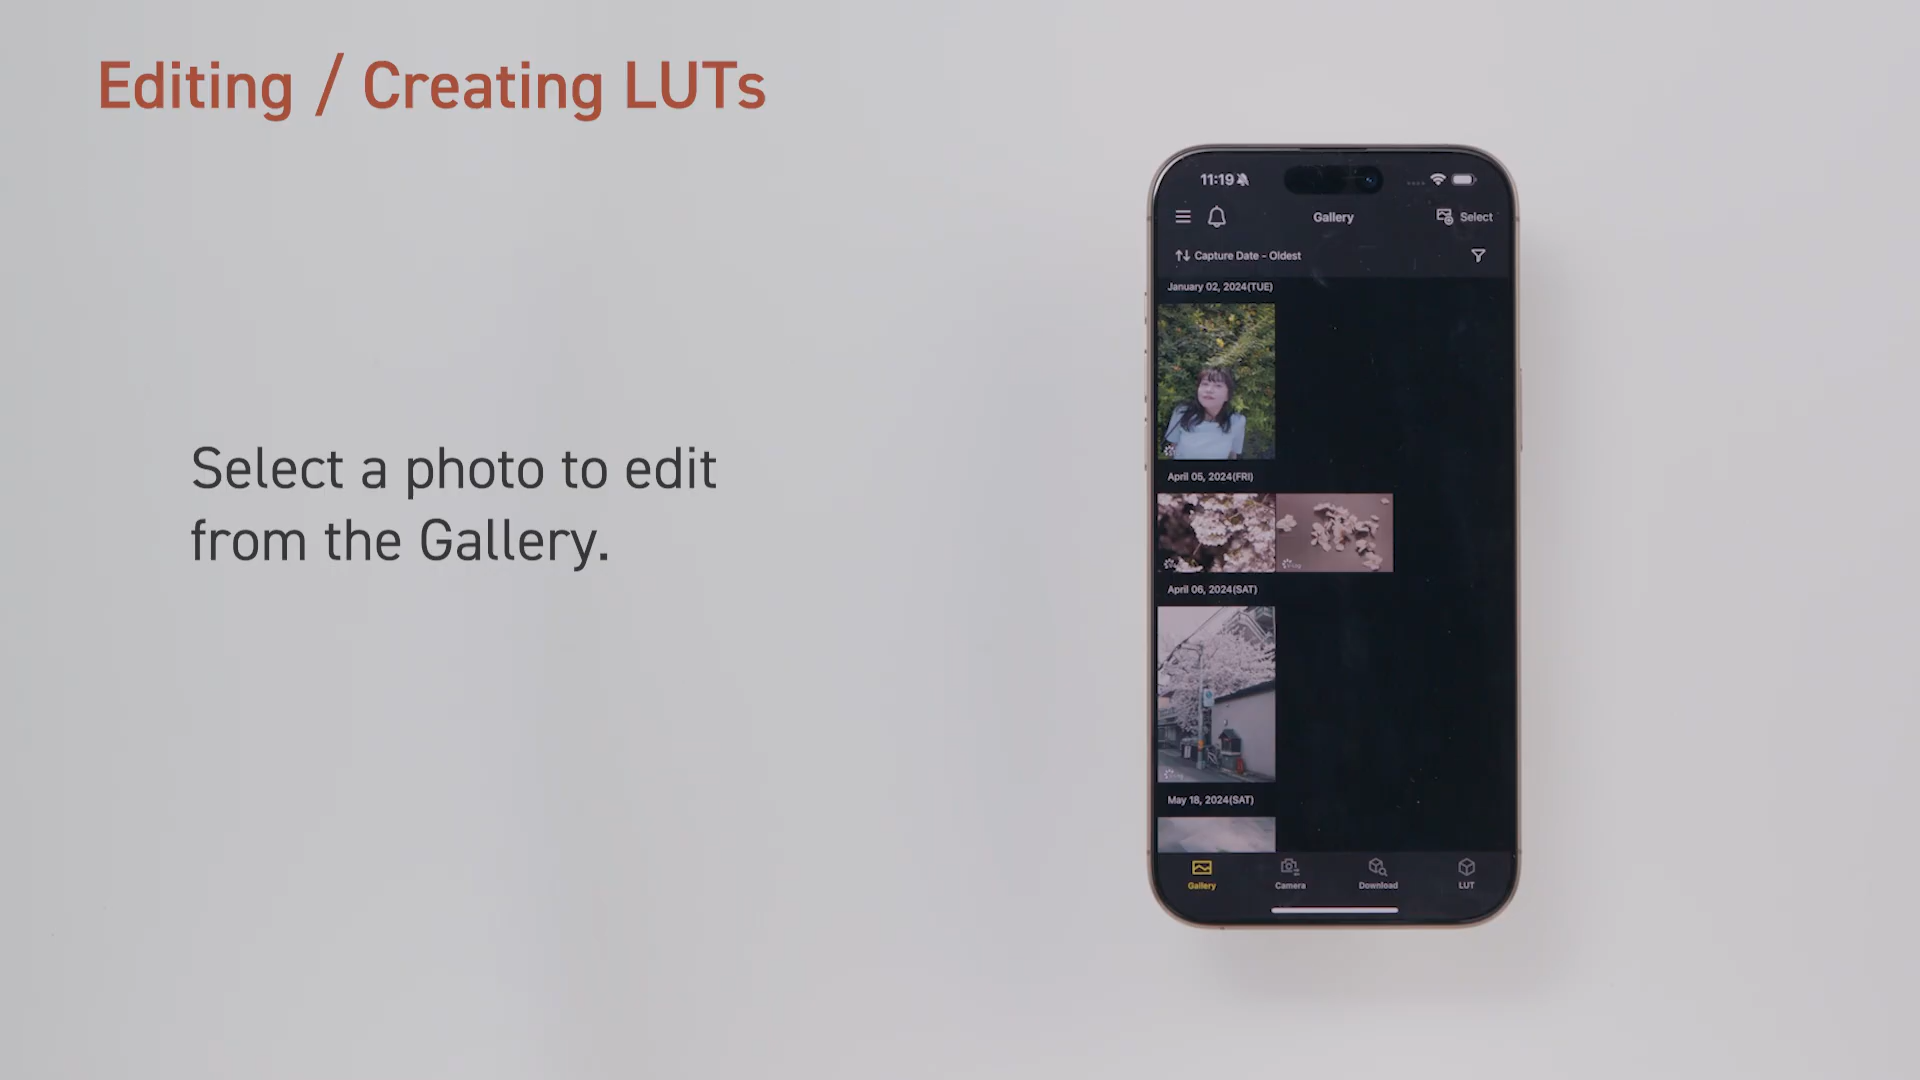 Editing / Creating LUTs
Select a photo to edit
from the Gallery.
11:19
Gallery
Select
Capture Date - Oldest
January 02, 2024(TUE)
April 05, 2024(FRI)
April 06, 2024(SAT)
May 18, 2024(SAT)
Gallery
Camera
Download
LUT